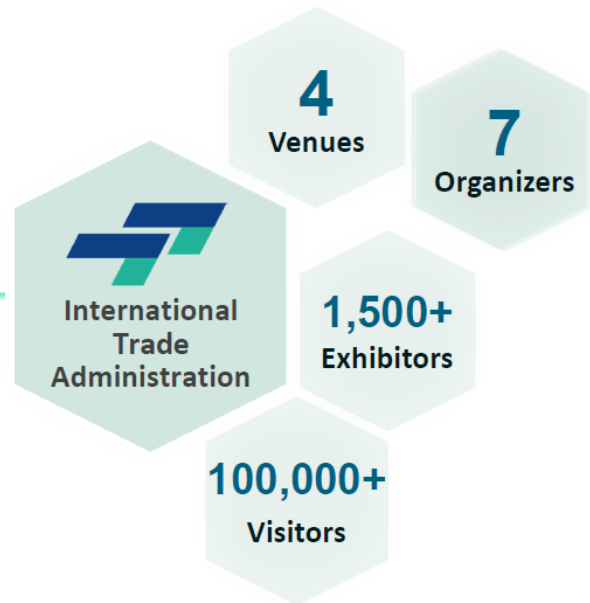 4
Venues
7
Organizers
International
Trade
Administration
1,500+
Exhibitors
100,000+
Visitors